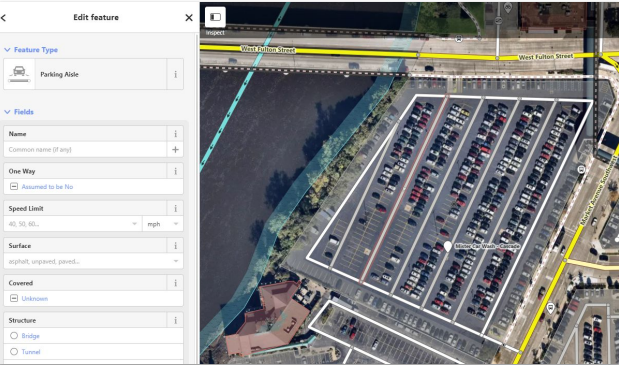 Edit feature
Inspect
Feature Type
Parking Aisle
i
Fields
Name
i
Common name (if any)
One Way
i
Assumed to be No
Speed Limit
i
40, 50, 60...
mph
Surface
i
asphalt, unpaved, paved...
Covered
i
Unknown
Structure
i
Bridge
Tunnel
West Fulton Street
West Fulton Street
Market Avenue Southwest
Mister Car Wash - Cascade